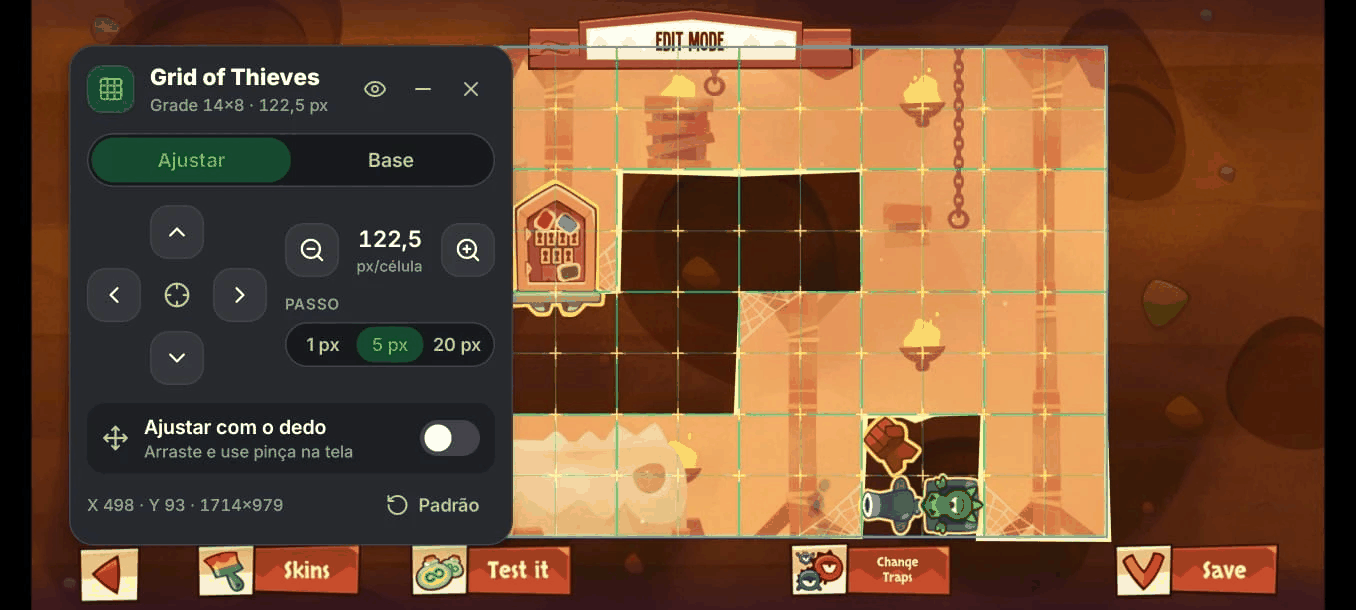 EDIT MODE
Grid of Thieves
Grade 14×8 · 122,5 px
Ajustar
Base
122,5
px/célula
PASSO
1 px
5 px
20 px
Ajustar com o dedo
Arraste e use pinça na tela
X 498 · Y 93 · 1714×979
Padrão
Skins
Test it
Change
Traps
Save